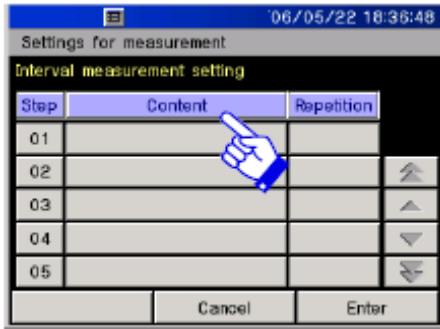 '06/05/22 18:36:48
Settings for measurement
Interval measurement setting
Step Content Repetition
01
02
03
04
05
Cancel Enter